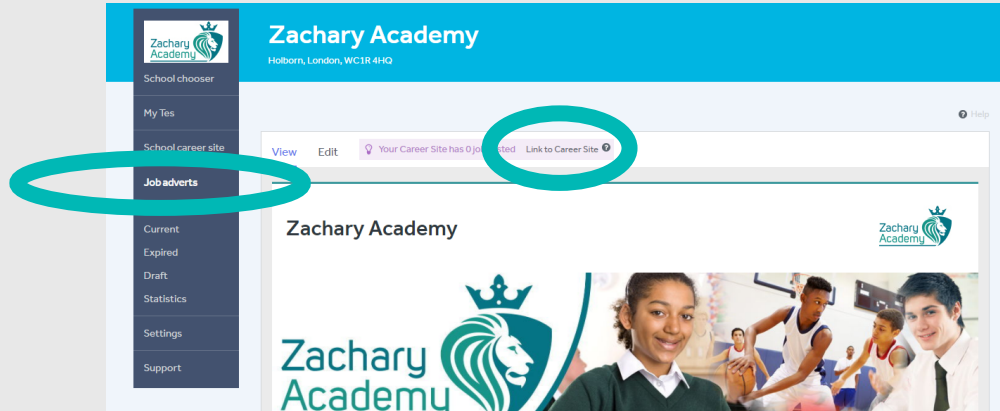 Zachary
Academy
Zachary Academy
Holborn, London, WC1R 4HQ
School chooser
My Tes
School career site
Job adverts
Current
Expired
Draft
Statistics
Settings
Support
Help
View Edit Your Career Site has 0 Link to Career Site
Zachary Academy
Zachary
Academy
Zachary
Academy